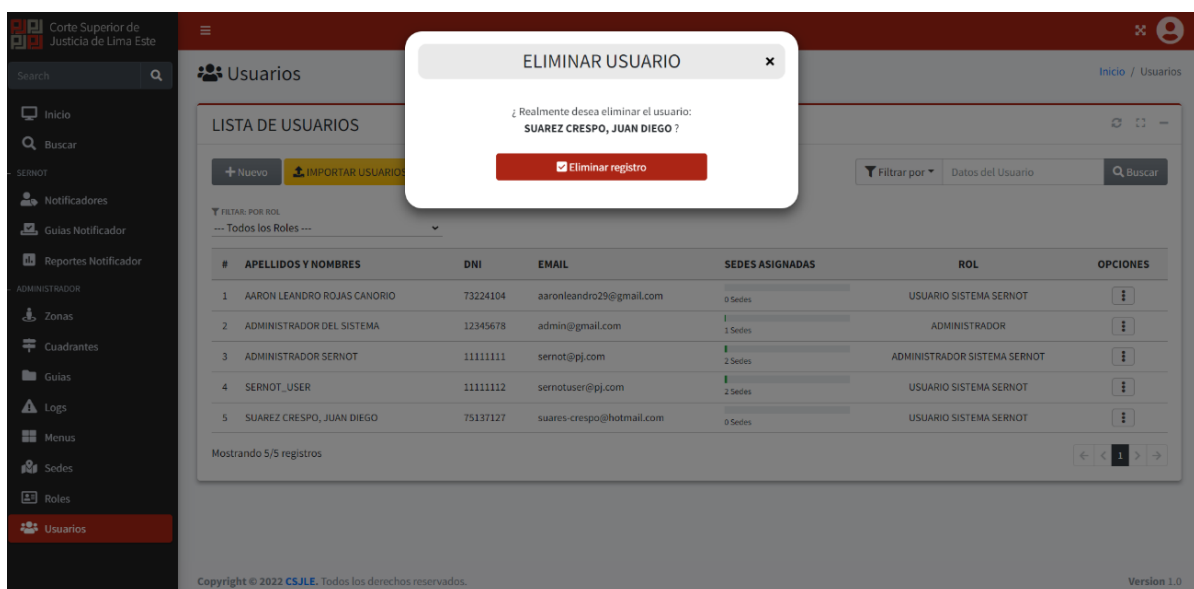 Corte Superior de
Justicia de Lima Este
Search
Inicio
Buscar
SERNOT
Notificadores
Guias Notificador
Reportes Notificador
ADMINISTRADOR
Zonas
Cuadrantes
Guias
Logs
Menus
Sedes
Roles
Usuarios
Usuarios
Inicio / Usuarios
ELIMINAR USUARIO ×
¿ Realmente desea eliminar el usuario:
SUAREZ CRESPO, JUAN DIEGO ?
Eliminar registro
LISTA DE USUARIOS
+ Nuevo IMPORTAR USUARIOS Filtrar por Datos del Usuario Buscar
FILTAR: POR ROL
--- Todos los Roles ---
# APELLIDOS Y NOMBRES DNI EMAIL SEDES ASIGNADAS ROL OPCIONES
1 AARON LEANDRO ROJAS CANORIO 73224104 aaronleandro29@gmail.com 0 Sedes USUARIO SISTEMA SERNOT
2 ADMINISTRADOR DEL SISTEMA 12345678 admin@gmail.com 1 Sedes ADMINISTRADOR
3 ADMINISTRADOR SERNOT 11111111 sernot@pj.com 2 Sedes ADMINISTRADOR SISTEMA SERNOT
4 SERNOT_USER 11111112 sernotuser@pj.com 2 Sedes USUARIO SISTEMA SERNOT
5 SUAREZ CRESPO, JUAN DIEGO 75137127 suares-crespo@hotmail.com 0 Sedes USUARIO SISTEMA SERNOT
Mostrando 5/5 registros
1
Copyright © 2022 CSJLE. Todos los derechos reservados. Version 1.0